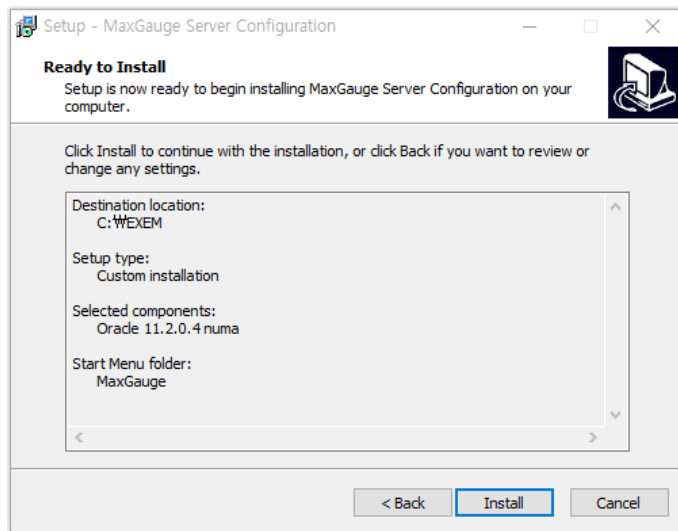 Setup - MaxGauge Server Configuration
Ready to Install
Setup is now ready to begin installing MaxGauge Server Configuration on your
computer.
Click Install to continue with the installation, or click Back if you want to review or
change any settings.
Destination location:
C:₩EXEM
Setup type:
Custom installation
Selected components:
Oracle 11.2.0.4 numa
Start Menu folder:
MaxGauge
< Back
Install
Cancel